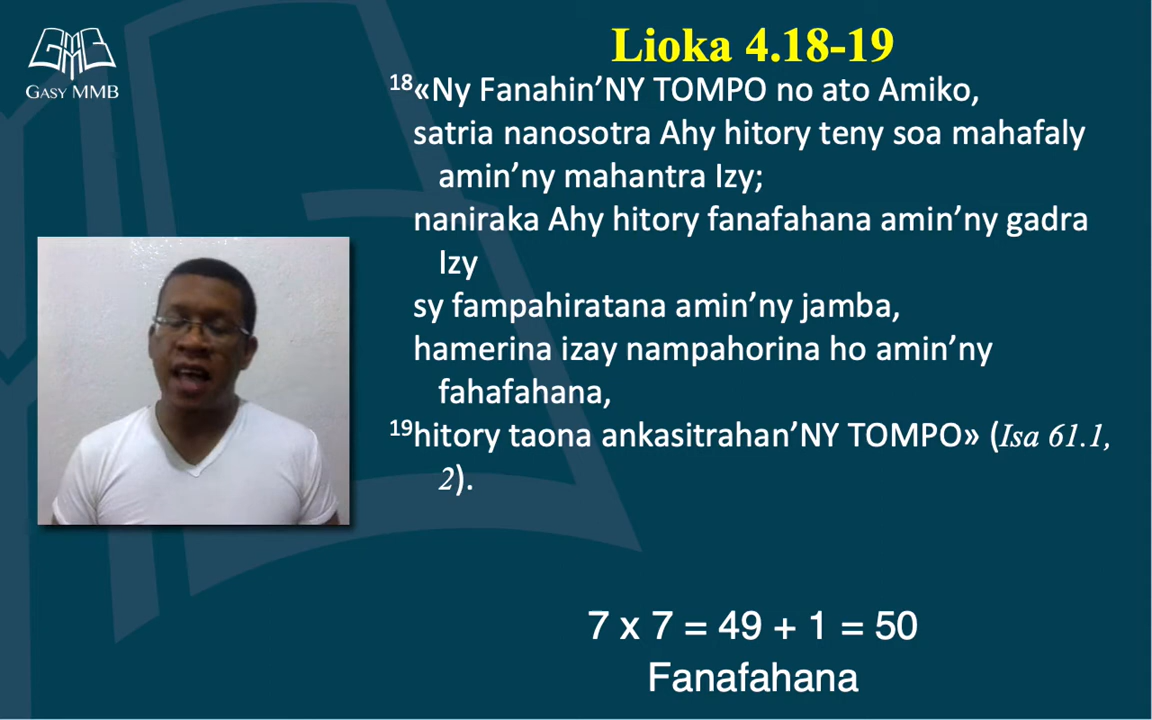 GMMB
GASY MMB
Lioka 4.18-19
18«Ny Fanahin’NY TOMPO no ato Amiko,
satria nanosotra Ahy hitory teny soa mahafaly
amin’ny mahantra Izy;
naniraka Ahy hitory fanafahana amin’ny gadra
Izy
sy fampahiratana amin’ny jamba,
hamerina izay nampahorina ho amin’ny
fahafahana,
19hitory taona ankasitrahan’NY TOMPO» (Isa 61.1,
2).
7 x 7 = 49 + 1 = 50
Fanafahana